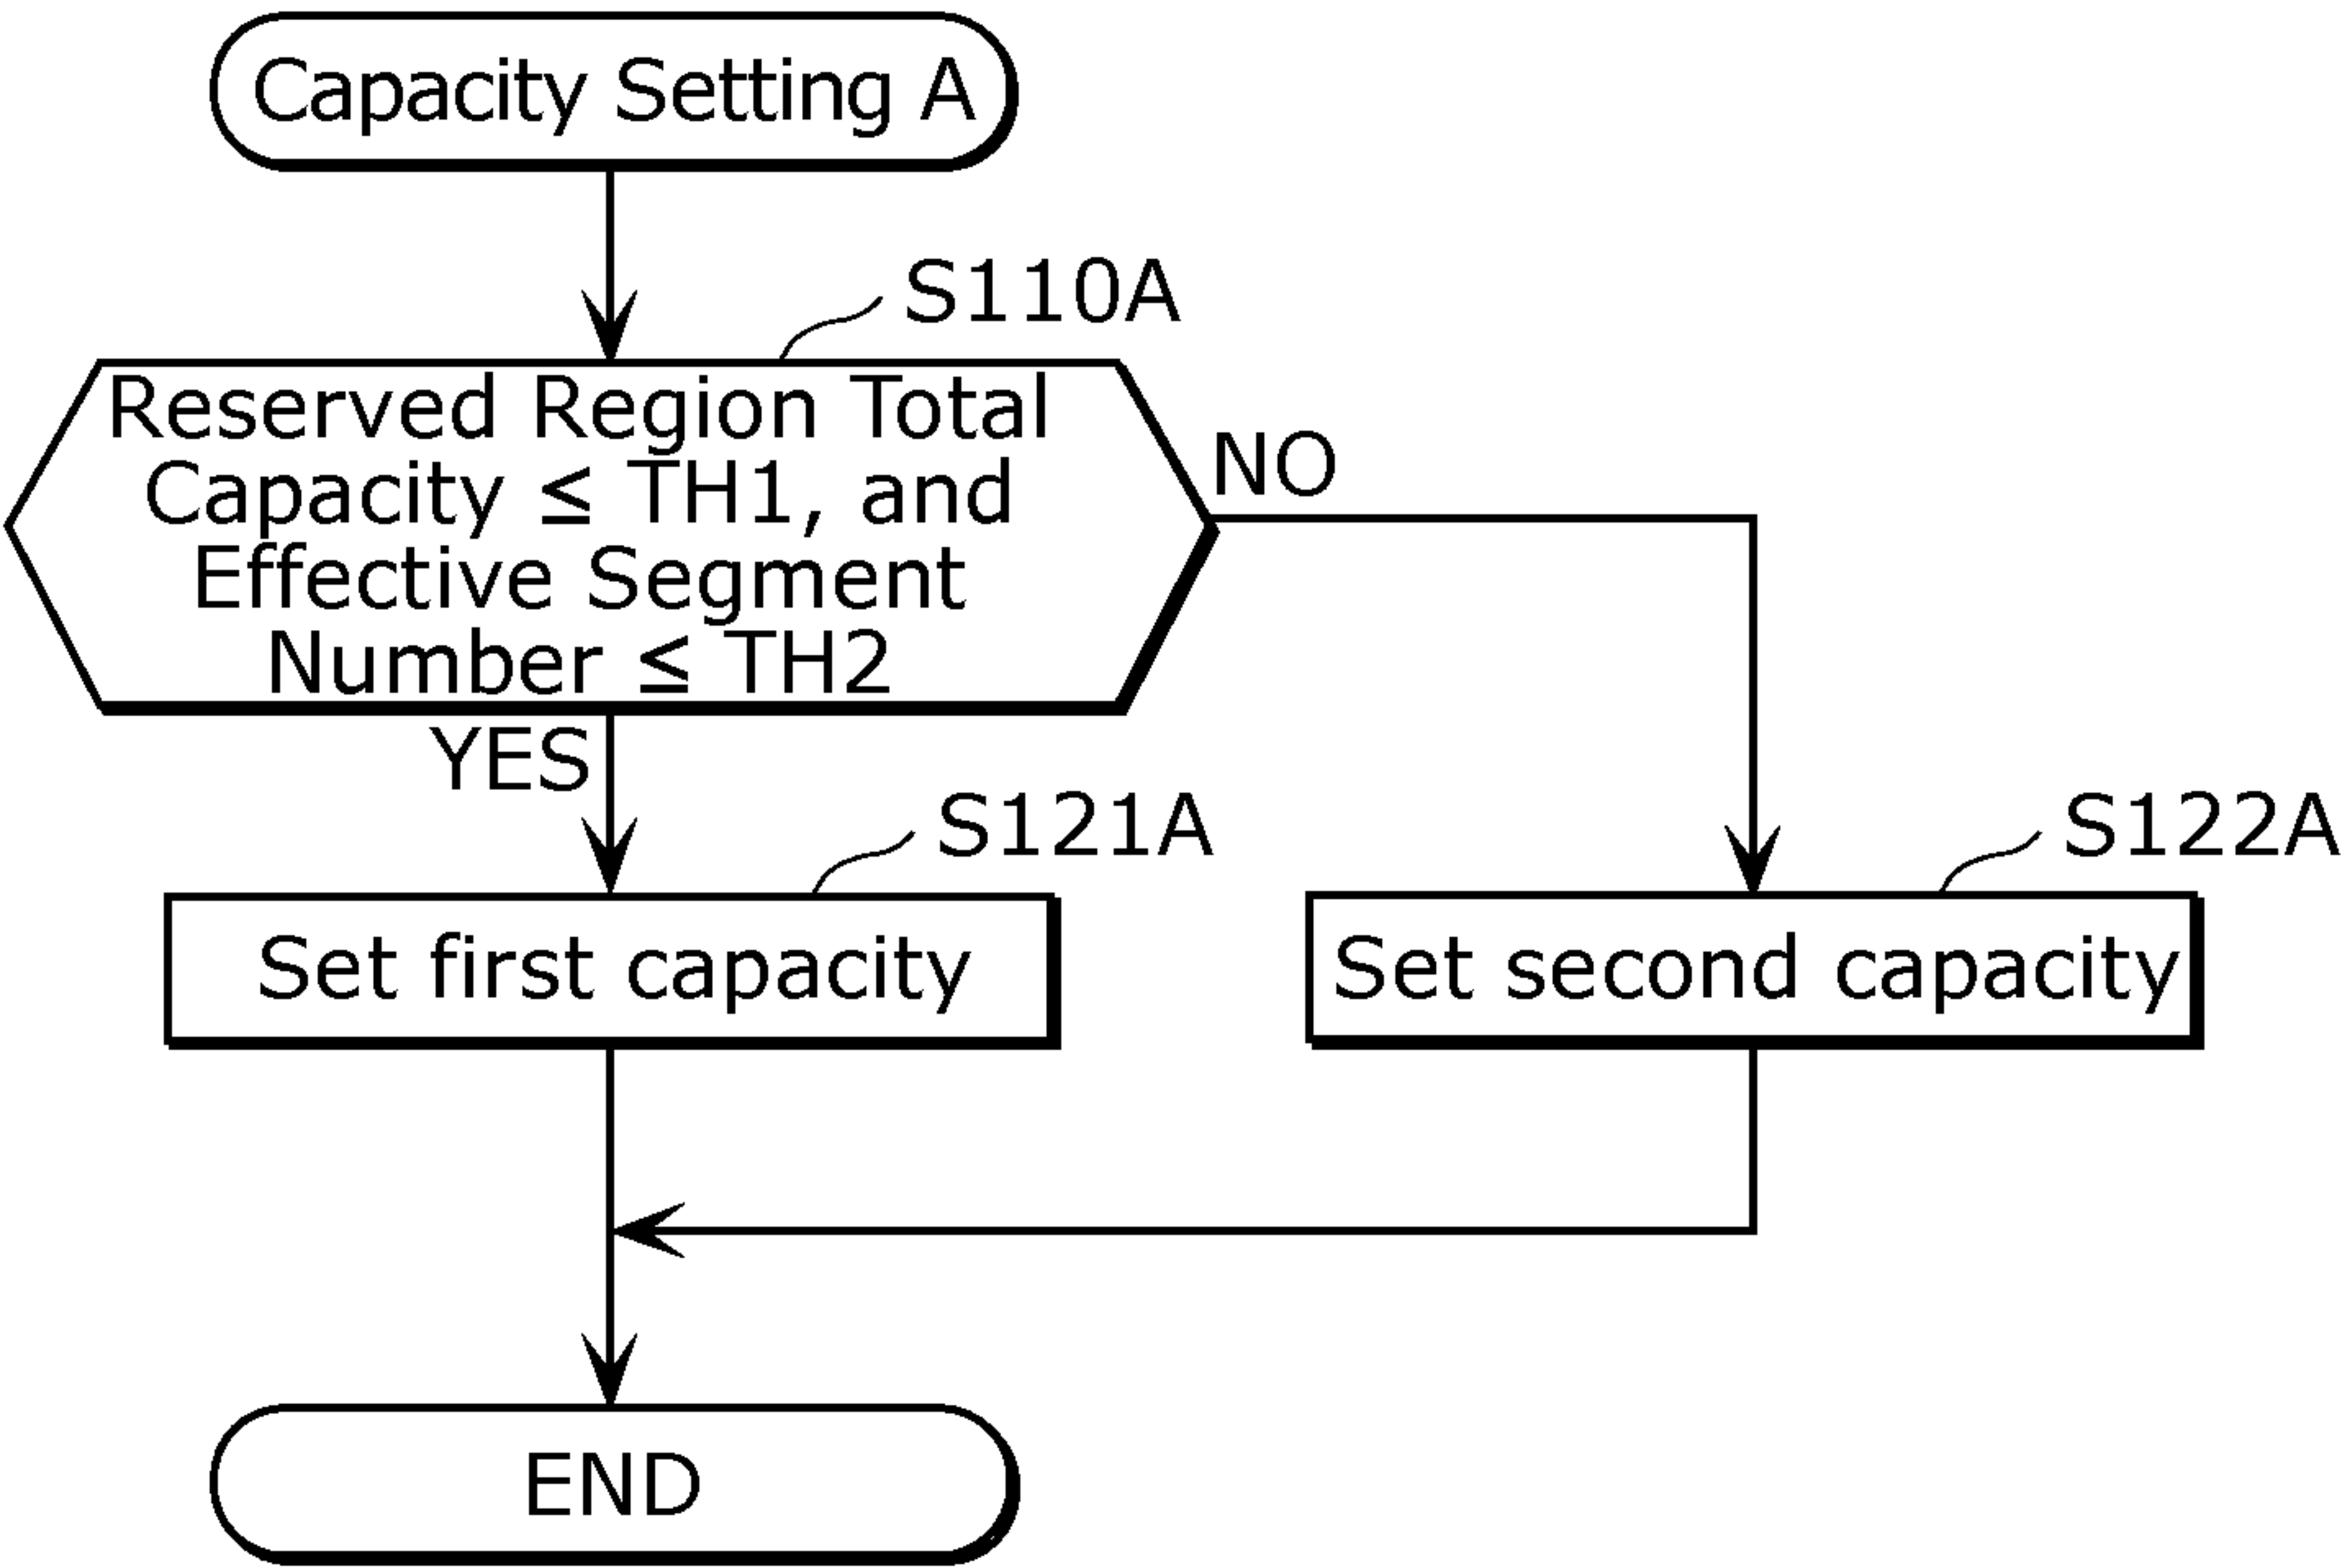 Capacity Setting A
S110A
Reserved Region Total
Capacity ≤ TH1, and
Effective Segment
Number ≤ TH2
NO
YES
S121A
S122A
Set first capacity
Set second capacity
END